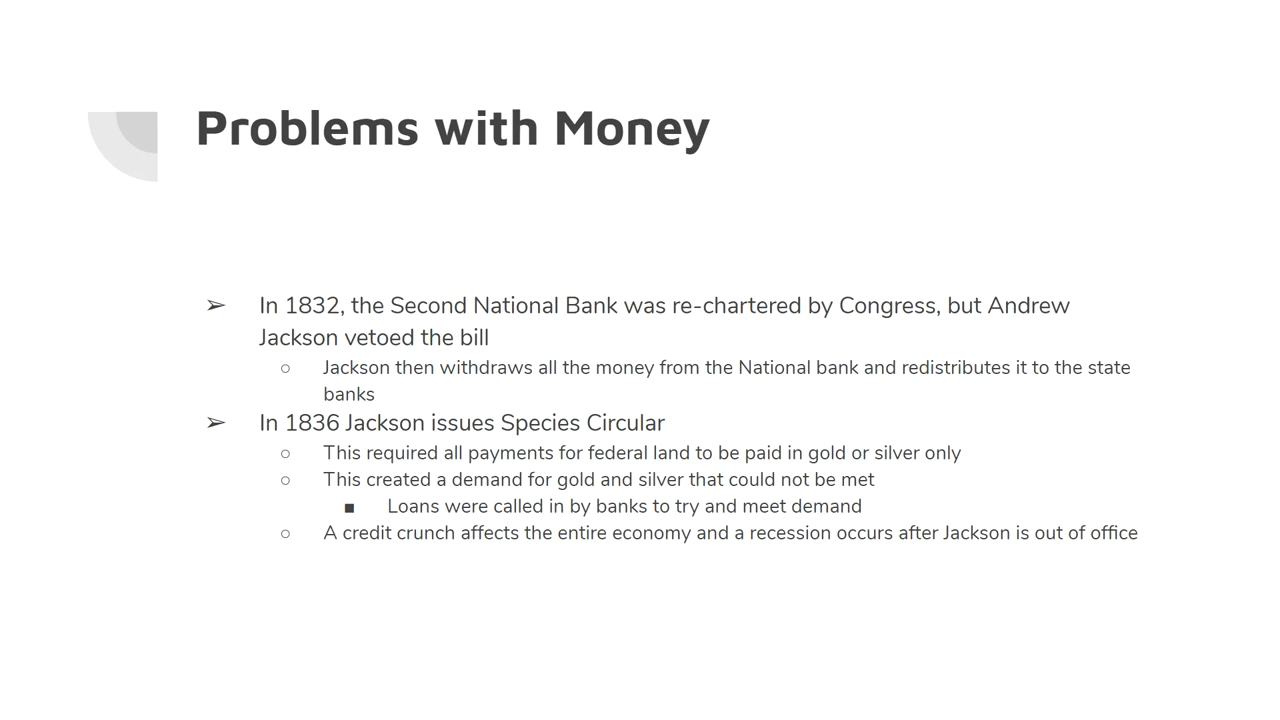 Problems with Money
➢ In 1832, the Second National Bank was re-chartered by Congress, but Andrew
Jackson vetoed the bill
○ Jackson then withdraws all the money from the National bank and redistributes it to the state
banks
➢ In 1836 Jackson issues Species Circular
○ This required all payments for federal land to be paid in gold or silver only
○ This created a demand for gold and silver that could not be met
■ Loans were called in by banks to try and meet demand
○ A credit crunch affects the entire economy and a recession occurs after Jackson is out of office